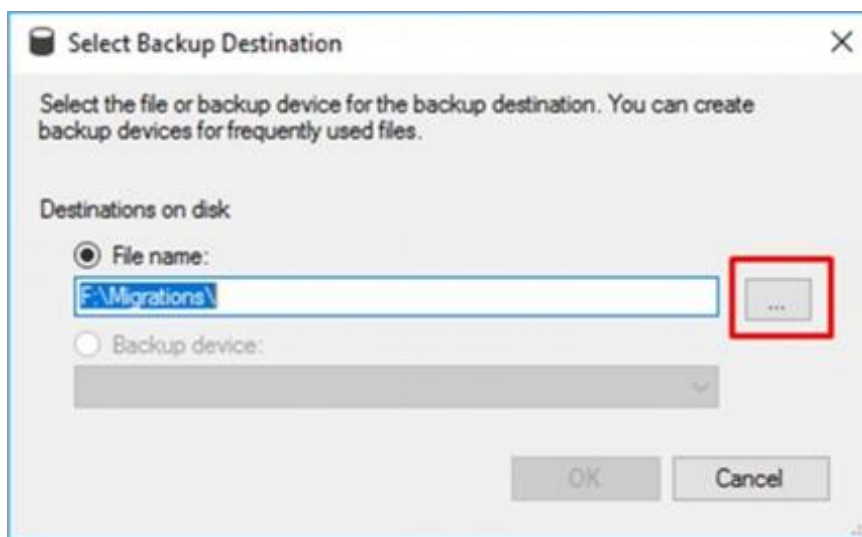 Select Backup Destination
Select the file or backup device for the backup destination. You can create
backup devices for frequently used files.
Destinations on disk
File name:
F:\Migrations\
...
Backup device:
OK
Cancel